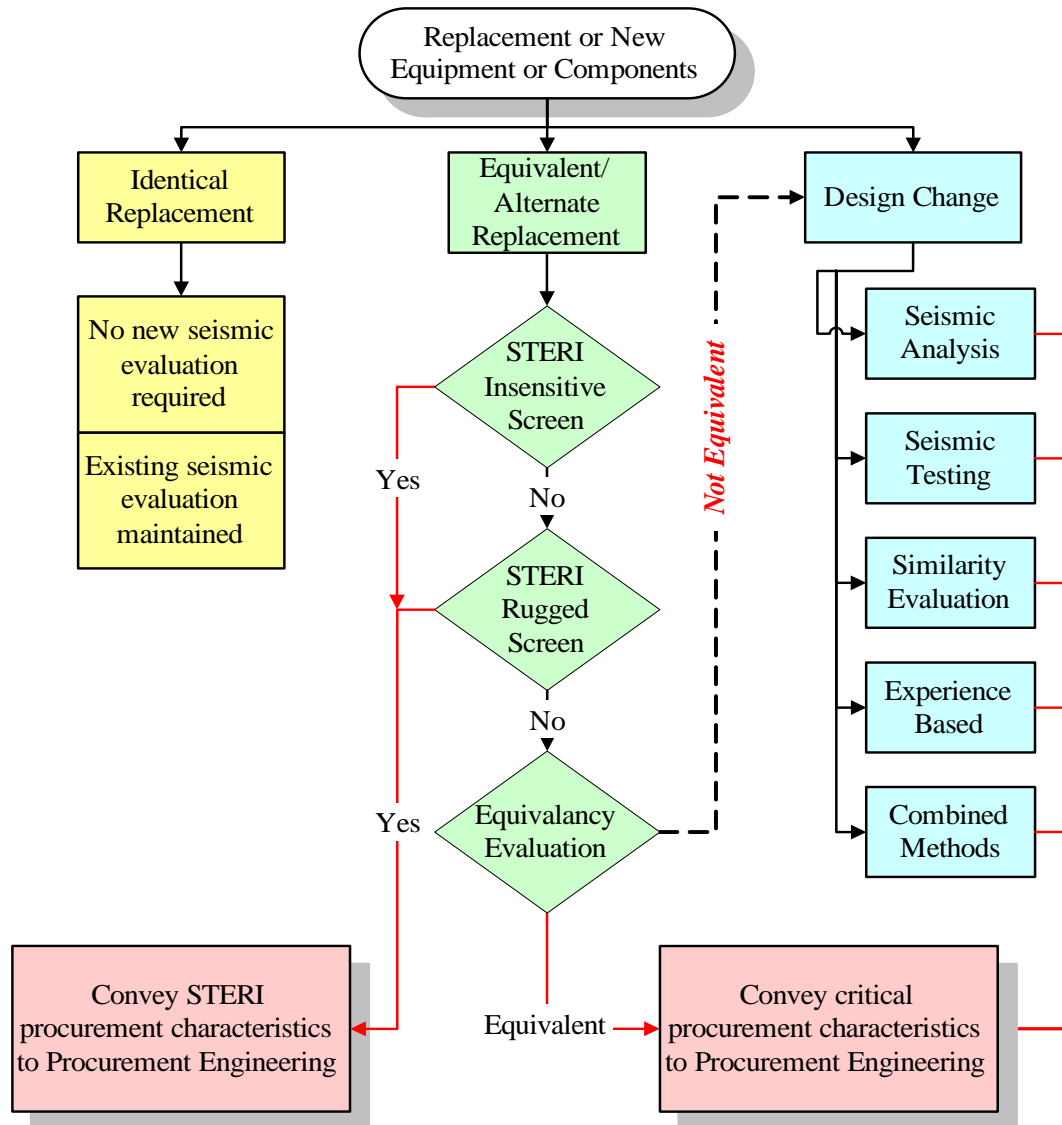 Replacement or New
Equipment or Components
Identical
Replacement
Equivalent/
Alternate
Replacement
Design Change
No new seismic
evaluation
required
Existing seismic
evaluation
maintained
STERI
Insensitive
Screen
Yes
No
STERI
Rugged
Screen
Yes
No
Equivalancy
Evaluation
Not Equivalent
Seismic
Analysis
Seismic
Testing
Similarity
Evaluation
Experience
Based
Combined
Methods
Convey STERI
procurement characteristics
to Procurement Engineering
Equivalent
Convey critical
procurement characteristics
to Procurement Engineering